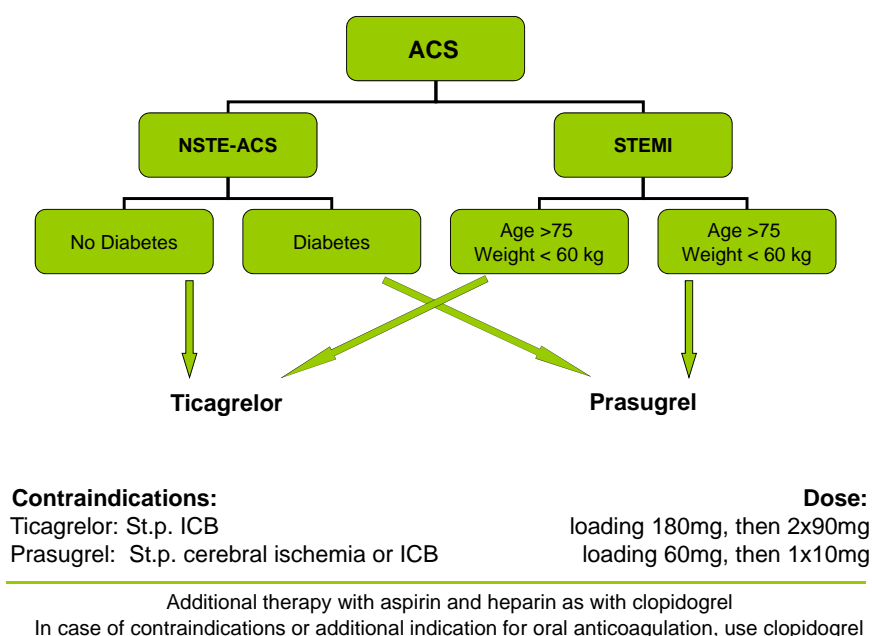 ACS
NSTE-ACS
STEMI
No Diabetes
Diabetes
Age >75
Weight < 60 kg
Age >75
Weight < 60 kg
Ticagrelor
Prasugrel
Contraindications:
Dose:
Ticagrelor: St.p. ICB
loading 180mg, then 2x90mg
Prasugrel: St.p. cerebral ischemia or ICB
loading 60mg, then 1x10mg
Additional therapy with aspirin and heparin as with clopidogrel
In case of contraindications or additional indication for oral anticoagulation, use clopidogrel